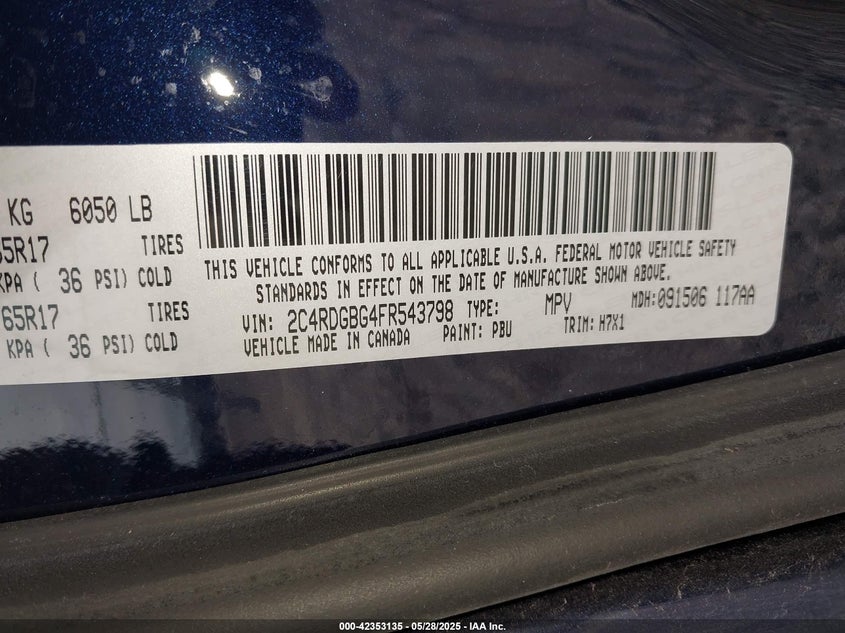 KG 6050 LB
65R17 TIRES
KPA ( 36 PSI) COLD
65R17 TIRES
KPA ( 36 PSI) COLD
THIS VEHICLE CONFORMS TO ALL APPLICABLE U.S.A. FEDERAL MOTOR VEHICLE SAFETY
STANDARDS IN EFFECT ON THE DATE OF MANUFACTURE SHOWN ABOVE.
VIN: 2C4RDGBG4FR543798 TYPE: MPV MDH:091506 117AA
VEHICLE MADE IN CANADA PAINT: PBU TRIM: H7X1
000-42353135 - 05/28/2025 - IAA Inc.